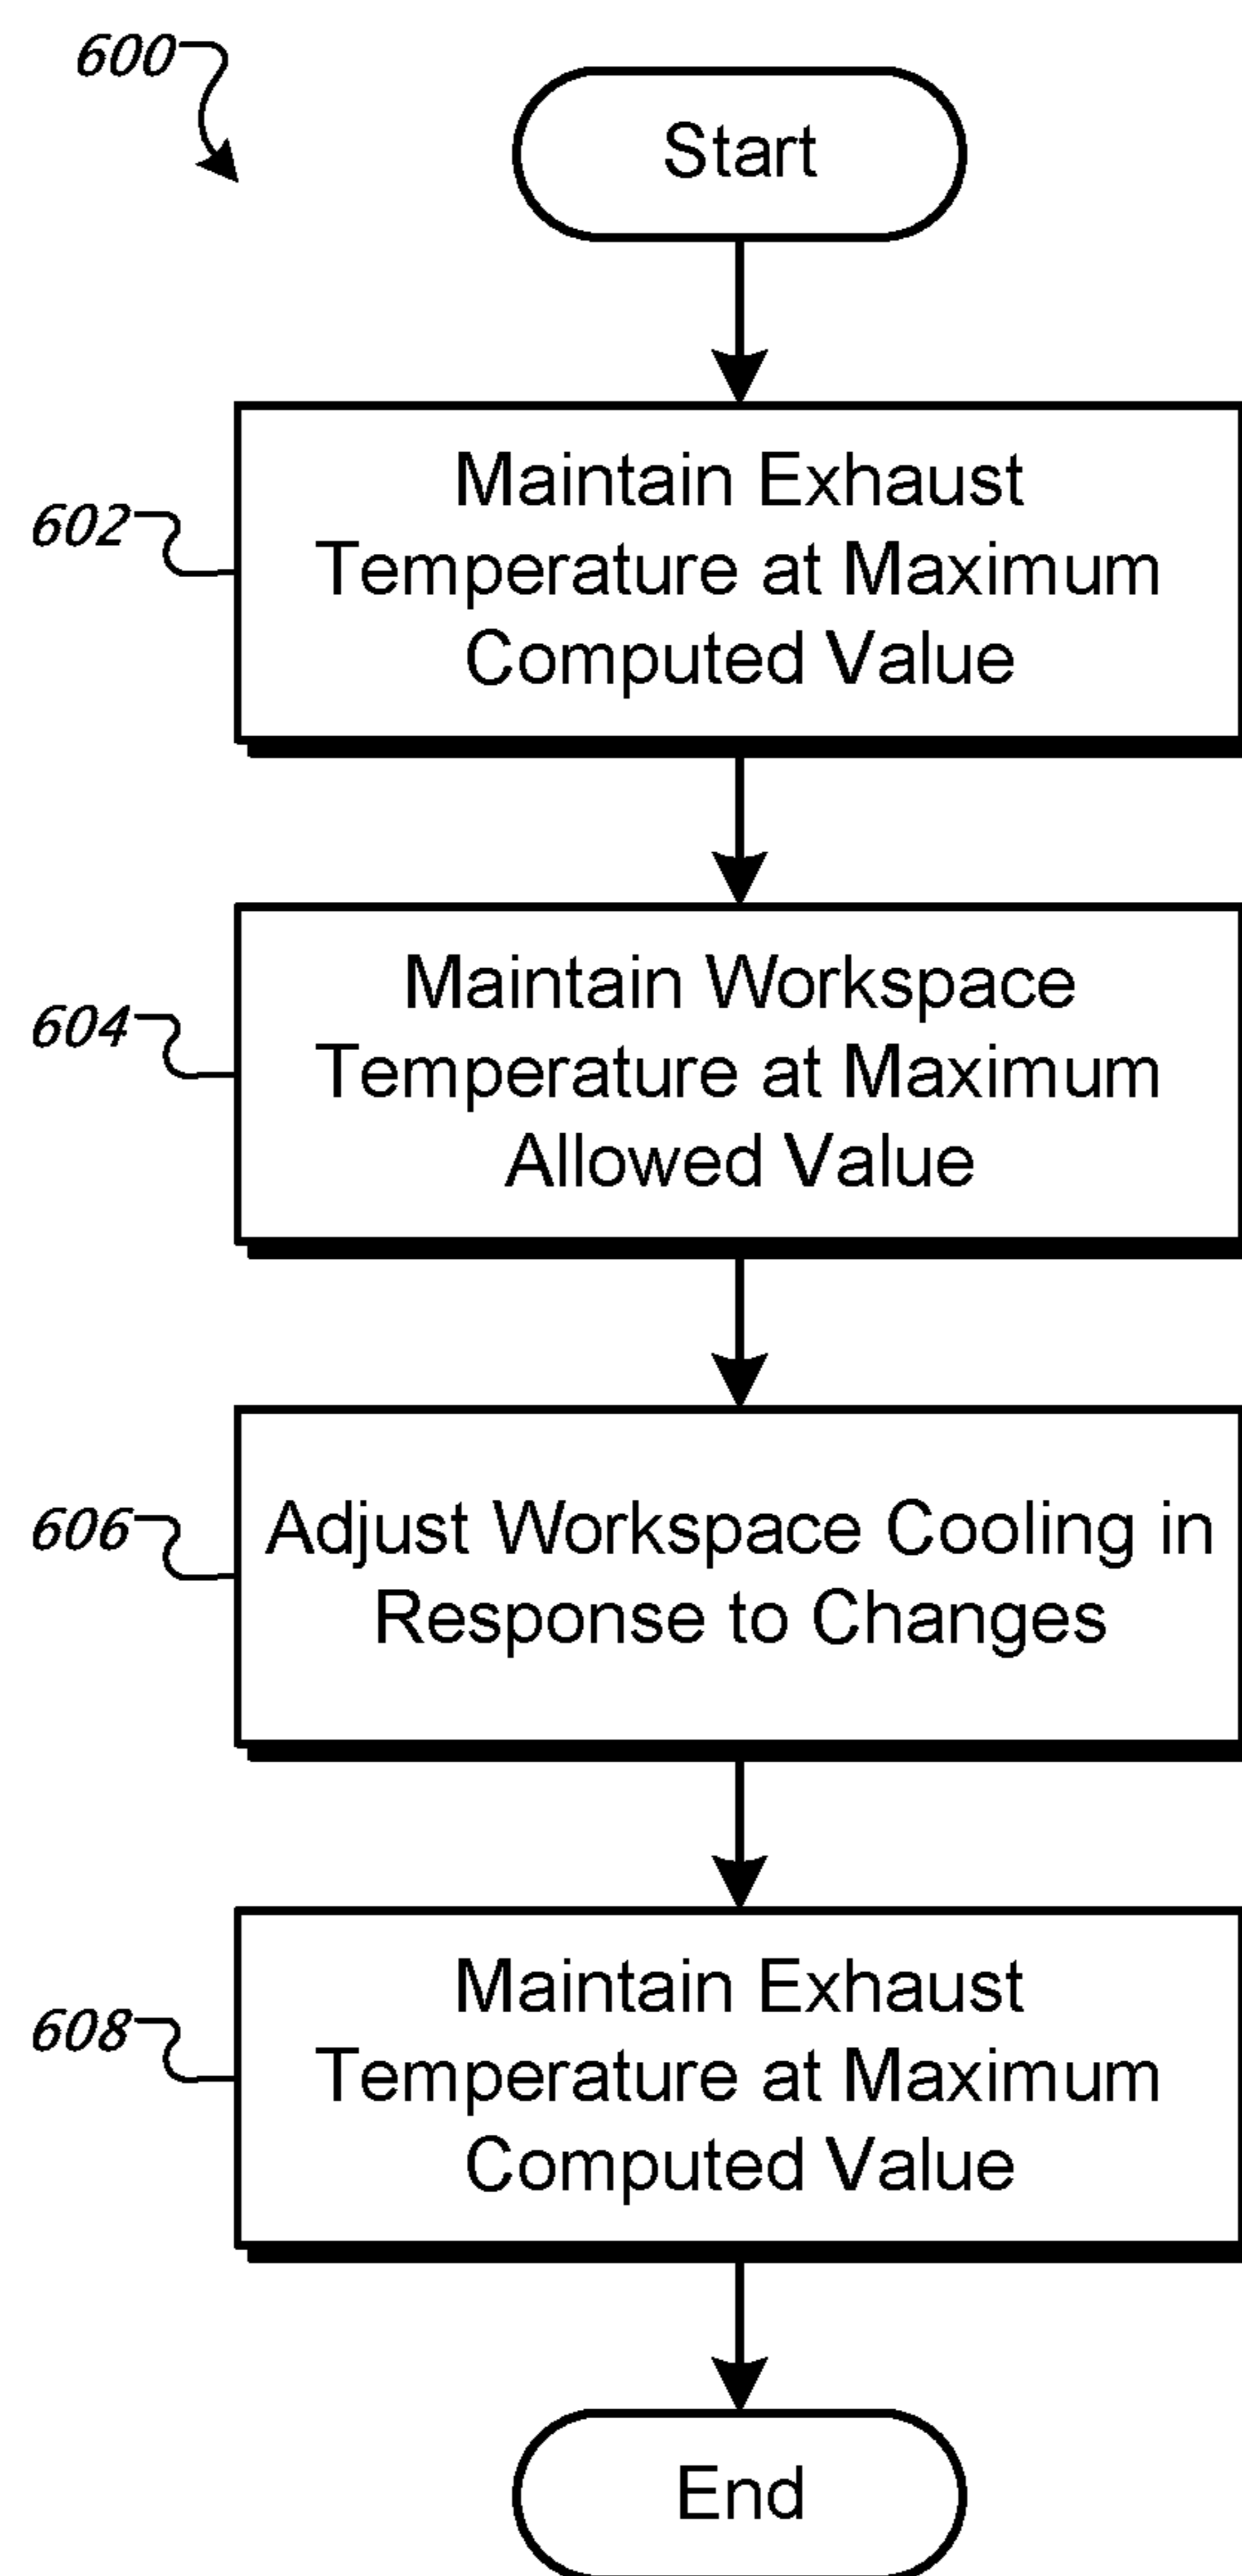 600
Start
602
Maintain Exhaust
Temperature at Maximum
Computed Value
604
Maintain Workspace
Temperature at Maximum
Allowed Value
606
Adjust Workspace Cooling in
Response to Changes
608
Maintain Exhaust
Temperature at Maximum
Computed Value
End